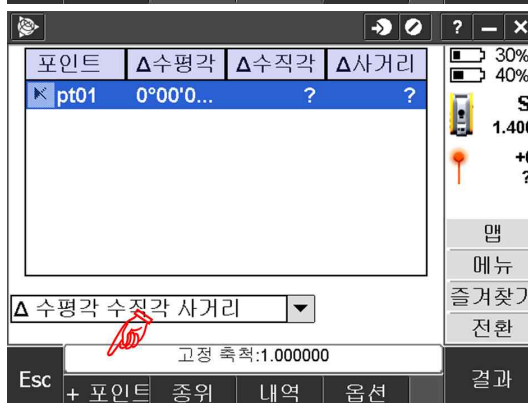 ? — ×
포인트 Δ수평각 Δ수직각 Δ사거리
pt01 0°00'0... ? ?
30%
40%
S
1.400
+0
?
맵
메뉴
즐겨찾기
전환
Δ 수평각 수직각 사거리
고정 축척:1.000000
Esc + 포인트 종위 내역 옵션 결과